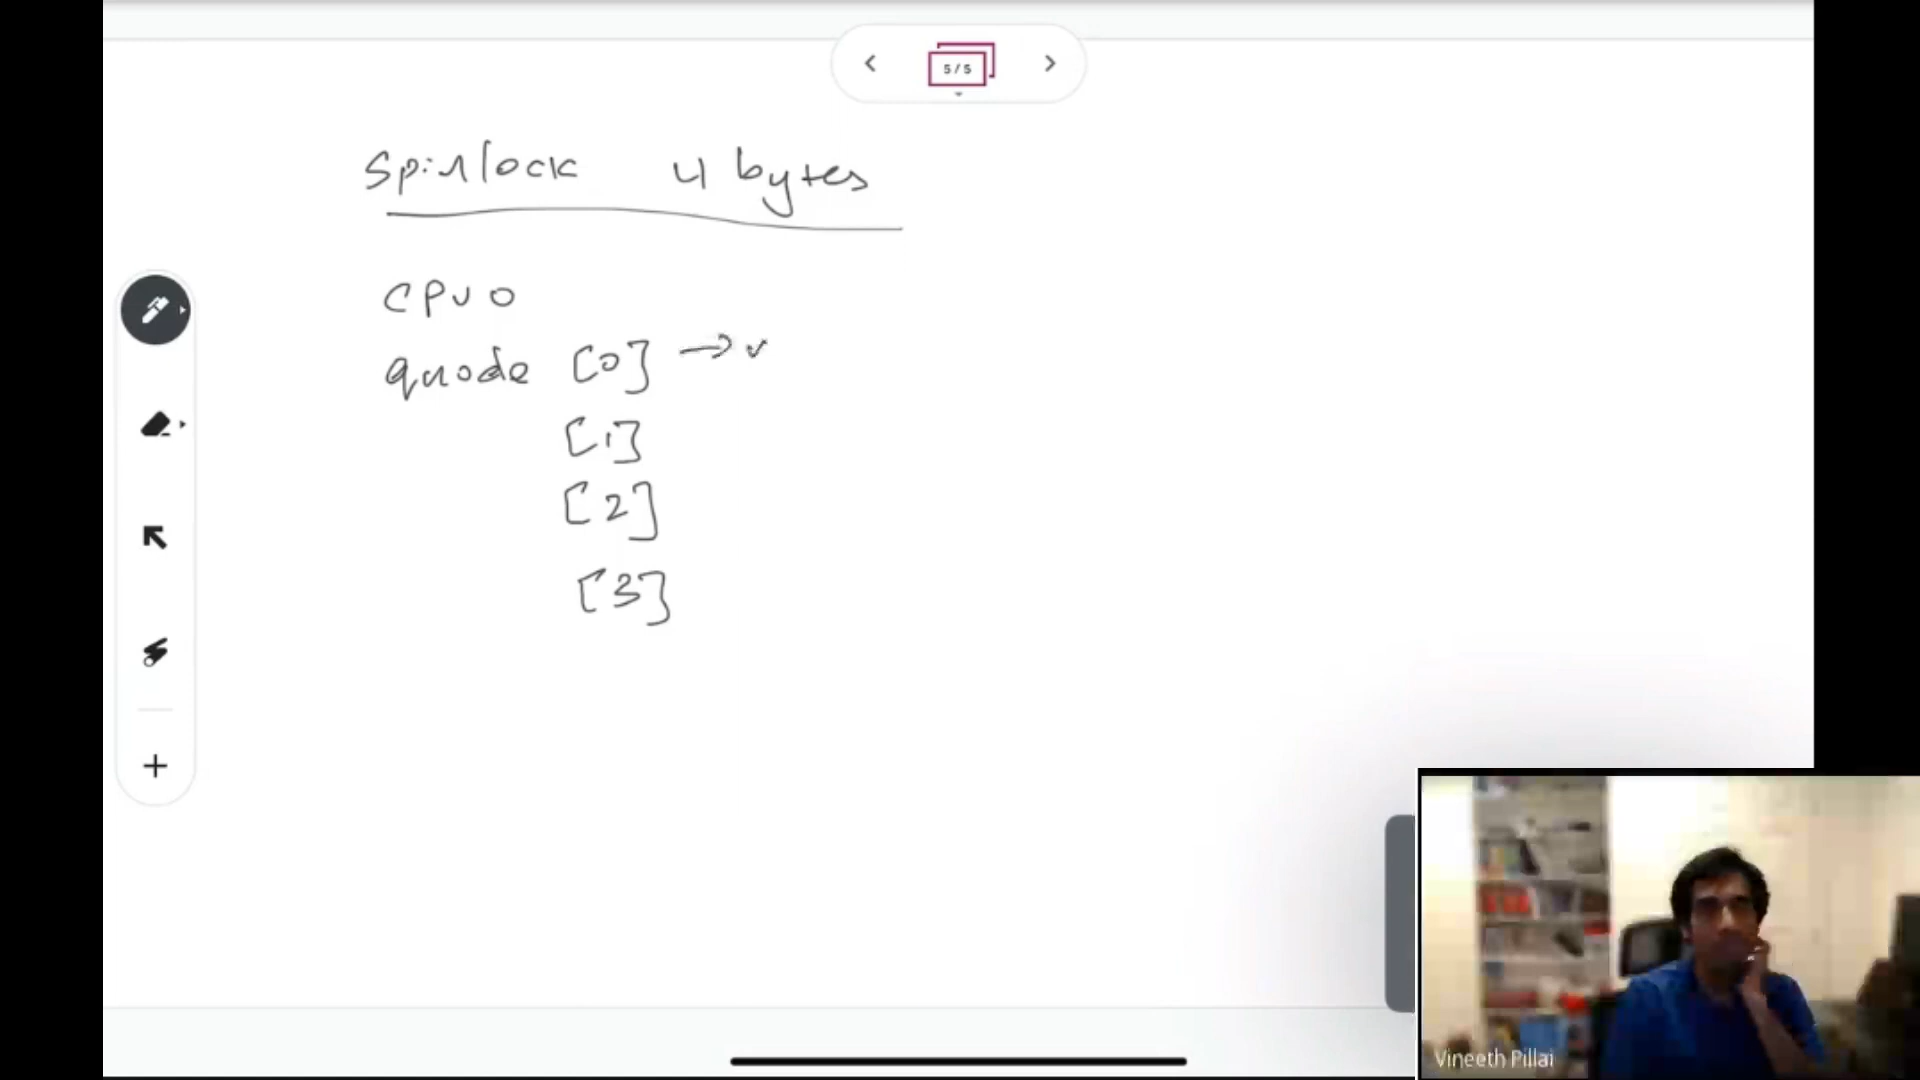 5/5
Spinlock 4 bytes
CPU 0
qnode [0] →
[1]
[2]
[3]
Vineeth Pillai